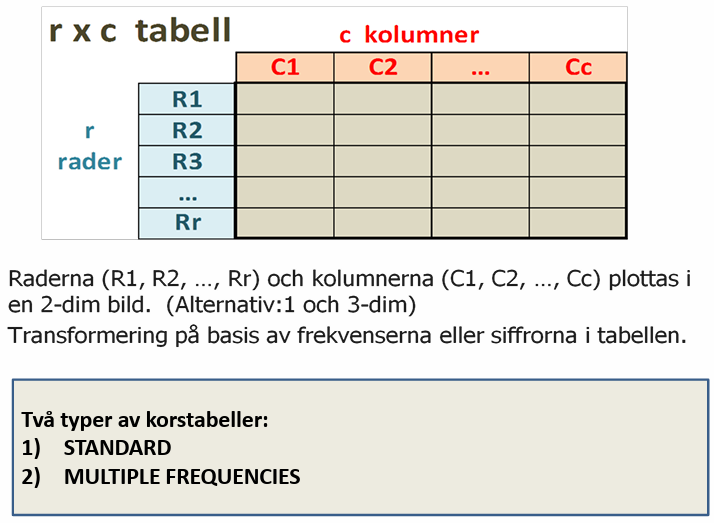 r x c tabell
c kolumner
C1 C2 ... Cc
R1
r R2
rader R3
...
Rr
Raderna (R1, R2, ..., Rr) och kolumnerna (C1, C2, ..., Cc) plottas i
en 2-dim bild. (Alternativ:1 och 3-dim)
Transformering på basis av frekvenserna eller siffrorna i tabellen.
Två typer av korstabeller:
1) STANDARD
2) MULTIPLE FREQUENCIES